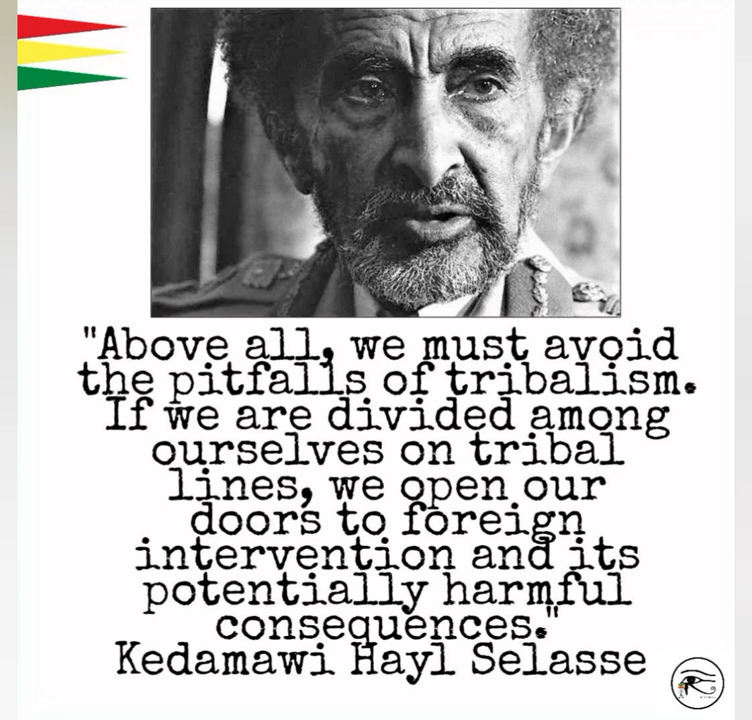 "Above all, we must avoid
the pitfalls of tribalism.
If we are divided among
ourselves on tribal
lines, we open our
doors to foreign
intervention and its
potentially harmful
consequences."
Kedamawi Hayl Selasse